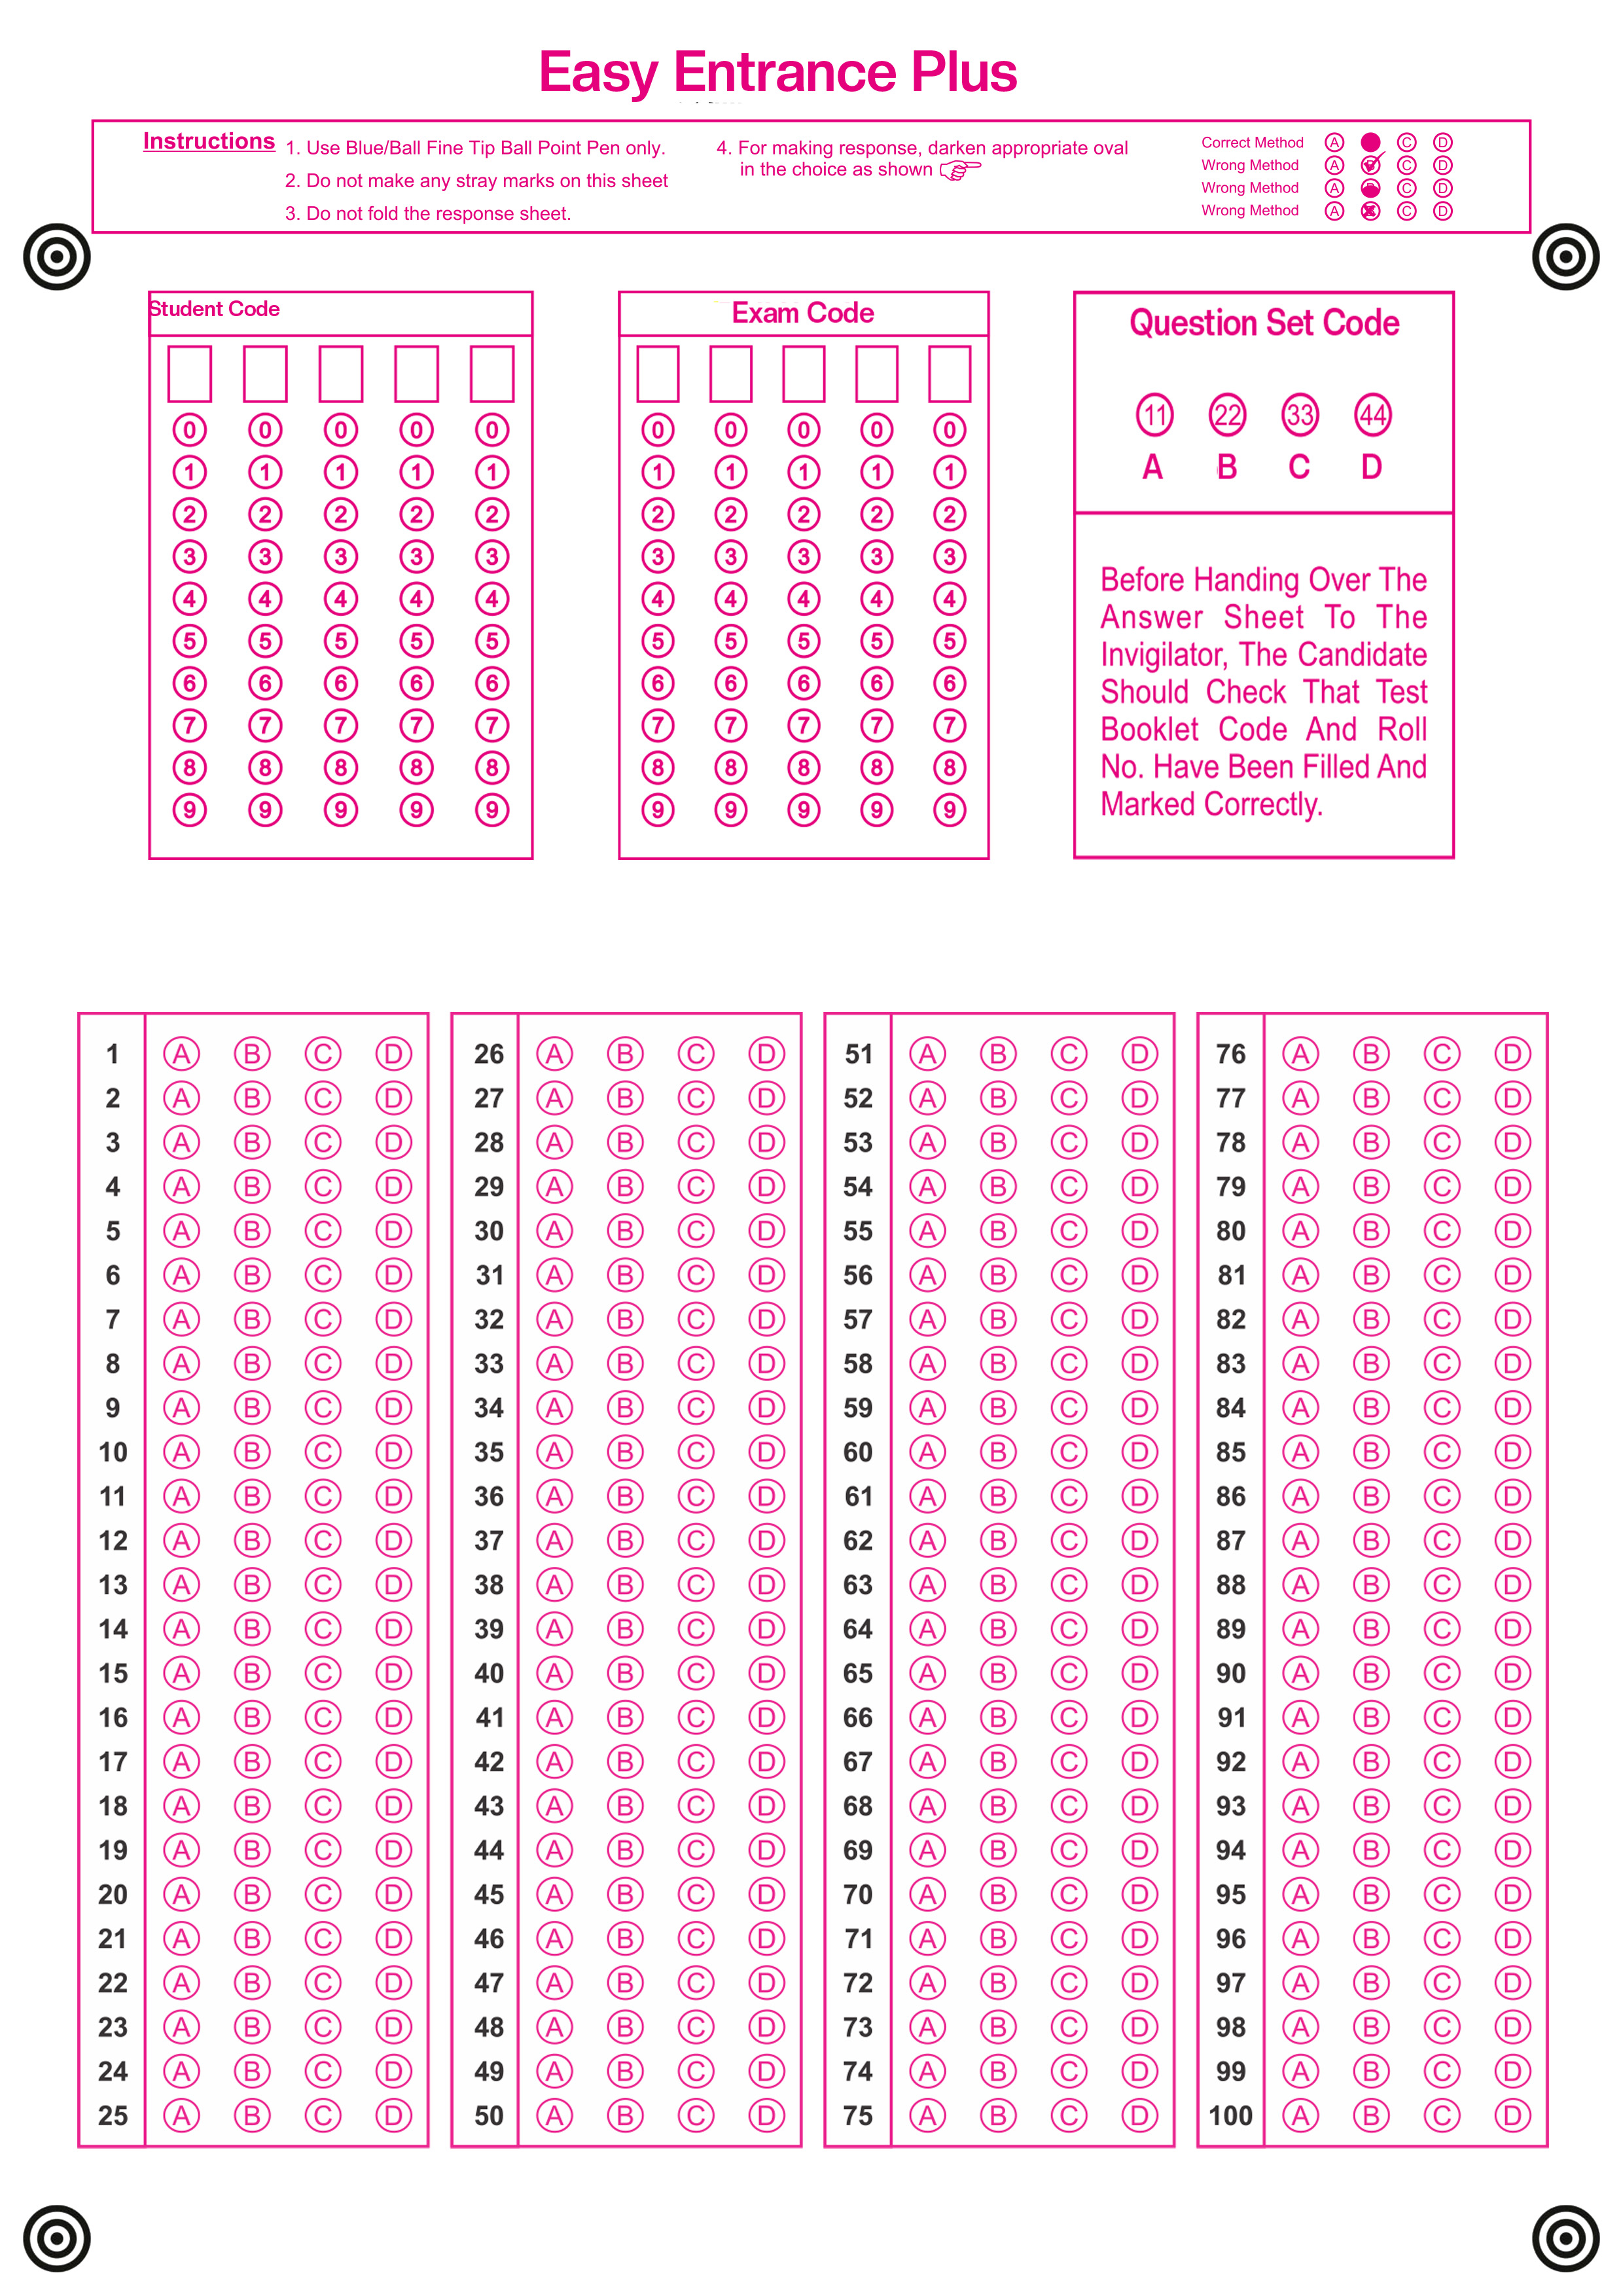 Easy Entrance Plus
Instructions
1. Use Blue/Ball Fine Tip Ball Point Pen only.
2. Do not make any stray marks on this sheet
3. Do not fold the response sheet.
4. For making response, darken appropriate oval
in the choice as shown
Correct Method A C D
Wrong Method A B C D
Wrong Method A C D
Wrong Method A C D
Student Code
0 0 0 0 0
1 1 1 1 1
2 2 2 2 2
3 3 3 3 3
4 4 4 4 4
5 5 5 5 5
6 6 6 6 6
7 7 7 7 7
8 8 8 8 8
9 9 9 9 9
Exam Code
0 0 0 0 0
1 1 1 1 1
2 2 2 2 2
3 3 3 3 3
4 4 4 4 4
5 5 5 5 5
6 6 6 6 6
7 7 7 7 7
8 8 8 8 8
9 9 9 9 9
Question Set Code
11 22 33 44
A B C D
Before Handing Over The
Answer Sheet To The
Invigilator, The Candidate
Should Check That Test
Booklet Code And Roll
No. Have Been Filled And
Marked Correctly.
1 A B C D
2 A B C D
3 A B C D
4 A B C D
5 A B C D
6 A B C D
7 A B C D
8 A B C D
9 A B C D
10 A B C D
11 A B C D
12 A B C D
13 A B C D
14 A B C D
15 A B C D
16 A B C D
17 A B C D
18 A B C D
19 A B C D
20 A B C D
21 A B C D
22 A B C D
23 A B C D
24 A B C D
25 A B C D
26 A B C D
27 A B C D
28 A B C D
29 A B C D
30 A B C D
31 A B C D
32 A B C D
33 A B C D
34 A B C D
35 A B C D
36 A B C D
37 A B C D
38 A B C D
39 A B C D
40 A B C D
41 A B C D
42 A B C D
43 A B C D
44 A B C D
45 A B C D
46 A B C D
47 A B C D
48 A B C D
49 A B C D
50 A B C D
51 A B C D
52 A B C D
53 A B C D
54 A B C D
55 A B C D
56 A B C D
57 A B C D
58 A B C D
59 A B C D
60 A B C D
61 A B C D
62 A B C D
63 A B C D
64 A B C D
65 A B C D
66 A B C D
67 A B C D
68 A B C D
69 A B C D
70 A B C D
71 A B C D
72 A B C D
73 A B C D
74 A B C D
75 A B C D
76 A B C D
77 A B C D
78 A B C D
79 A B C D
80 A B C D
81 A B C D
82 A B C D
83 A B C D
84 A B C D
85 A B C D
86 A B C D
87 A B C D
88 A B C D
89 A B C D
90 A B C D
91 A B C D
92 A B C D
93 A B C D
94 A B C D
95 A B C D
96 A B C D
97 A B C D
98 A B C D
99 A B C D
100 A B C D